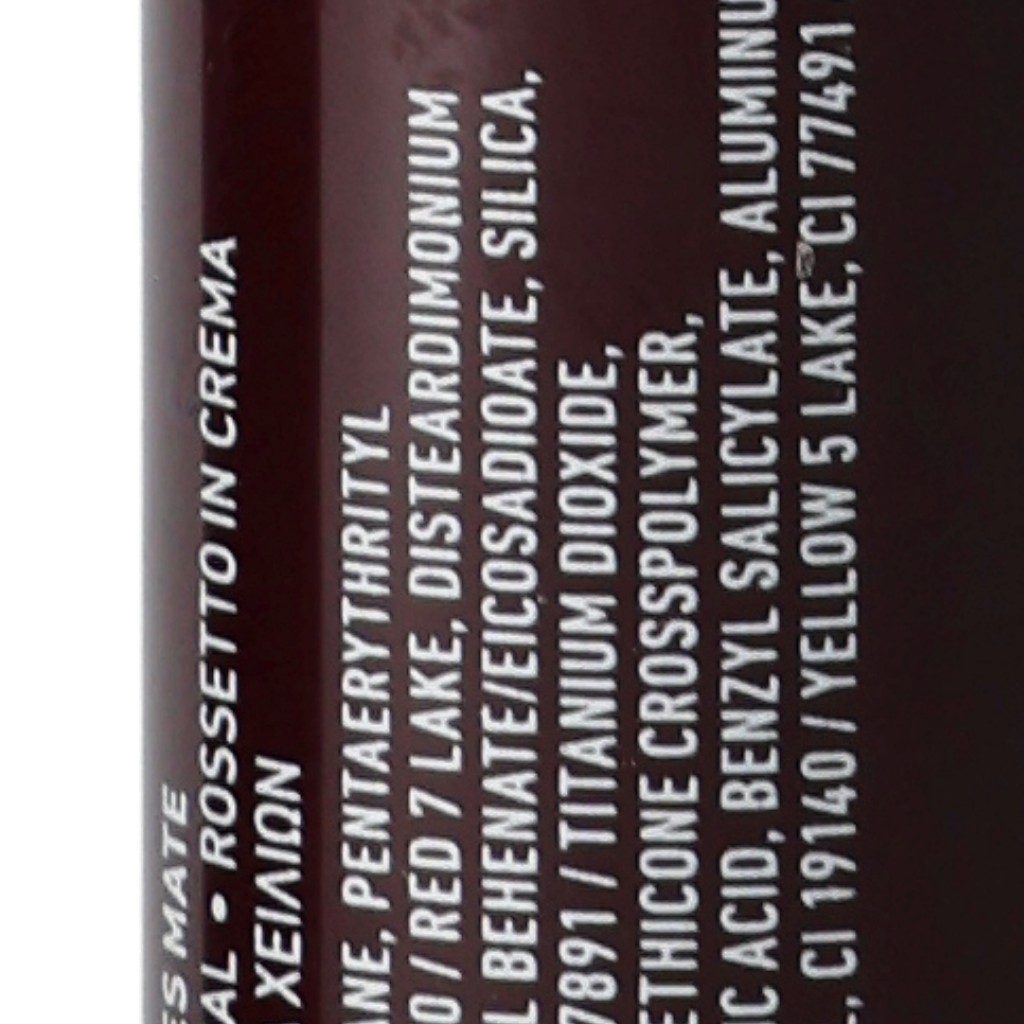 ES MATE
AL • ROSSETTO IN CREMA
ΧΕΙΛΙΩΝ
ANE, PENTAERYTHRITYL
0 / RED 7 LAKE, DISTEARDIMONIUM
L BEHENATE/EICOSADIOATE, SILICA,
7891 / TITANIUM DIOXIDE,
ETHICONE CROSSPOLYMER,
IC ACID, BENZYL SALICYLATE, ALUMINU
, CI 19140 / YELLOW 5 LAKE, CI 77491